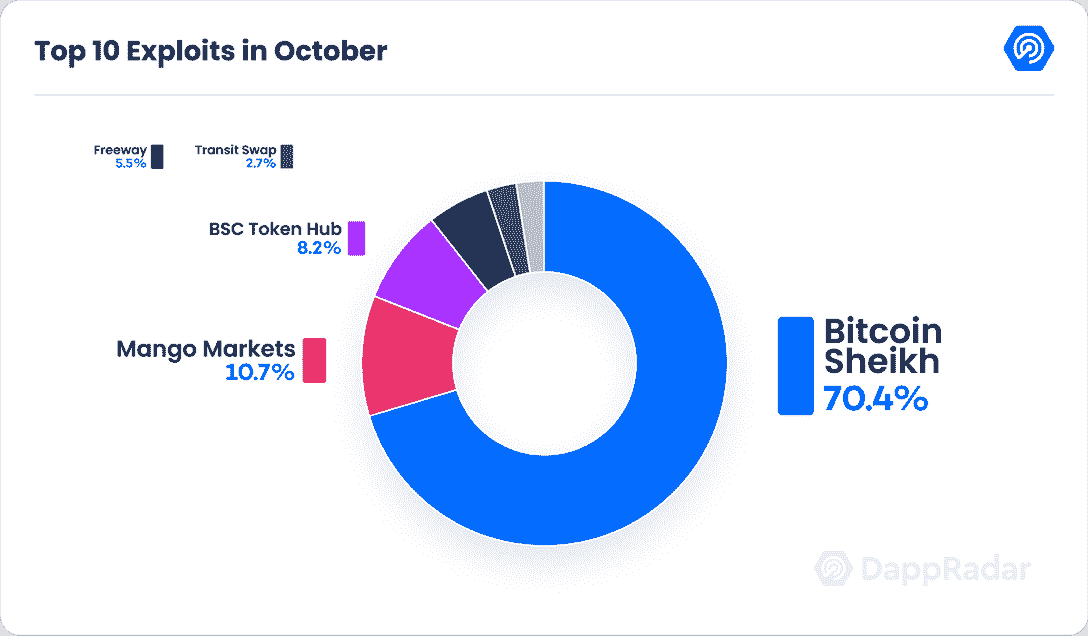 Top 10 Exploits in October
Freeway
5.5%
Transit Swap
2.7%
BSC Token Hub
8.2%
Mango Markets
10.7%
Bitcoin
Sheikh
70.4%
DappRadar